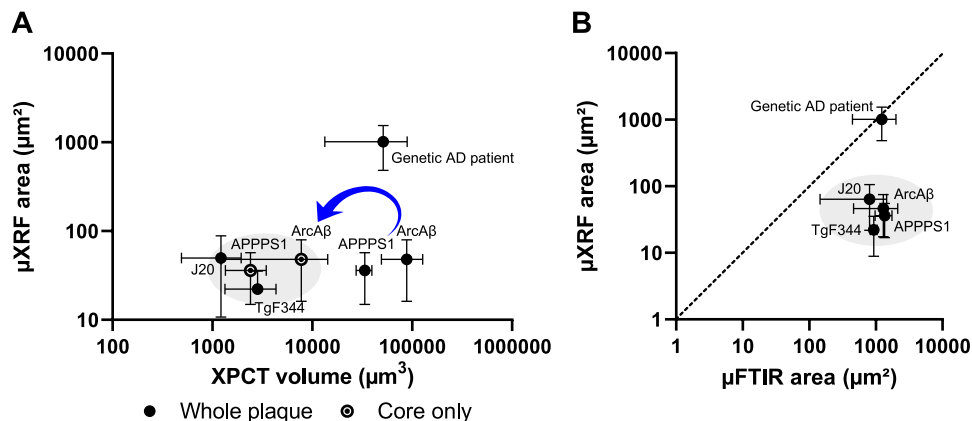 A
B
10000
1000
100
10
µXRF area (µm²)
Genetic AD patient
ArcAβ
APPPS1
APPPS1
ArcAβ
J20
TgF344
100
1000
10000
100000
1000000
XPCT volume (µm³)
Whole plaque
Core only
10000
1000
100
10
1
µXRF area (µm²)
Genetic AD patient
J20
ArcAβ
TgF344
APPPS1
1
10
100
1000
10000
µFTIR area (µm²)